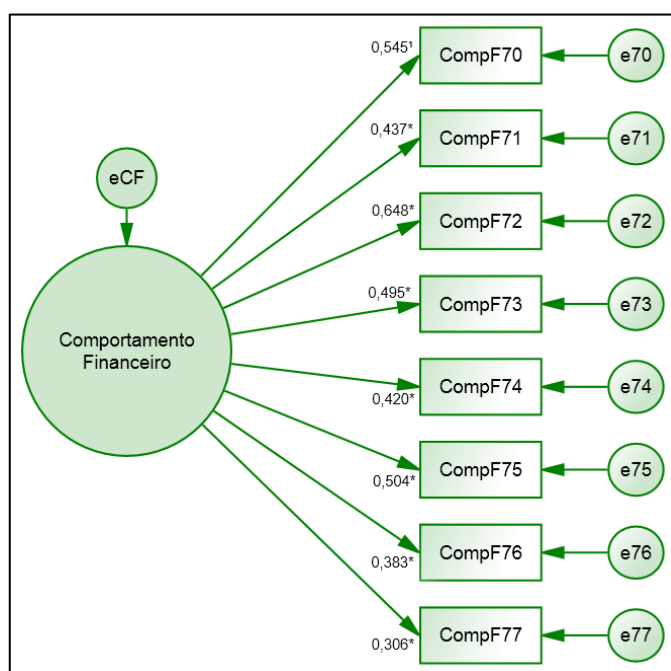 0,545¹
CompF70
e70
0,437*
CompF71
e71
eCF
0,648*
CompF72
e72
0,495*
CompF73
e73
Comportamento
Financeiro
0,420*
CompF74
e74
0,504*
CompF75
e75
0,383*
CompF76
e76
0,306*
CompF77
e77